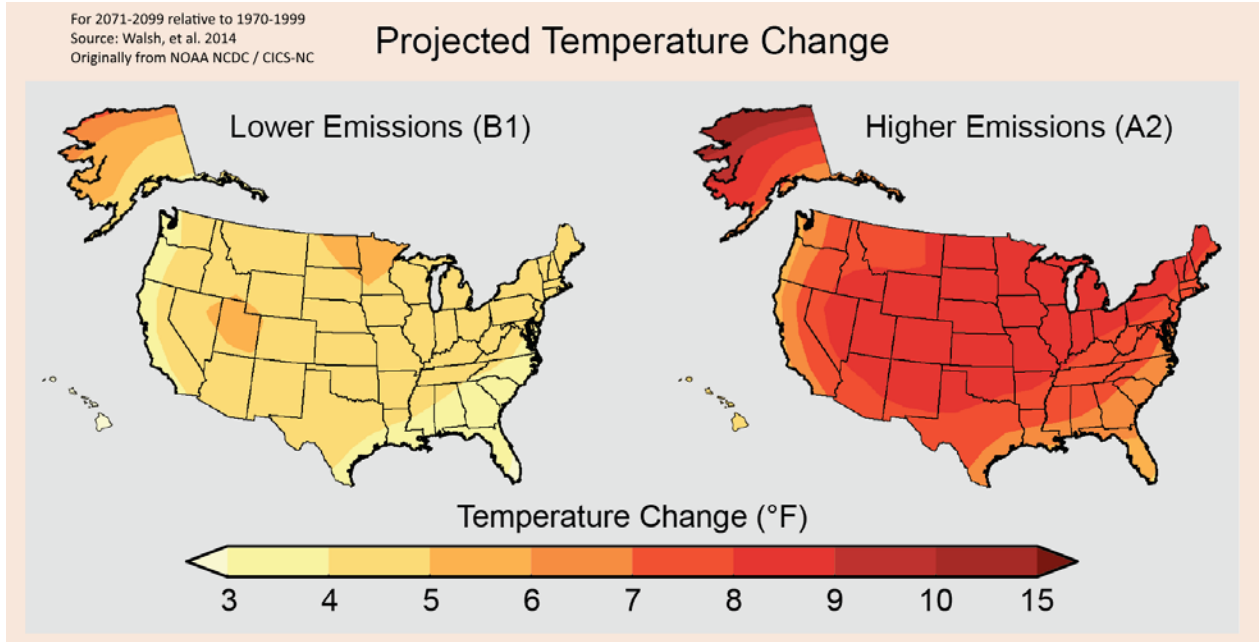 For 2071-2099 relative to 1970-1999
Source: Walsh, et al. 2014
Originally from NOAA NCDC / CICS-NC
Projected Temperature Change
Lower Emissions (B1)
Higher Emissions (A2)
Temperature Change (°F)
3 4 5 6 7 8 9 10 15